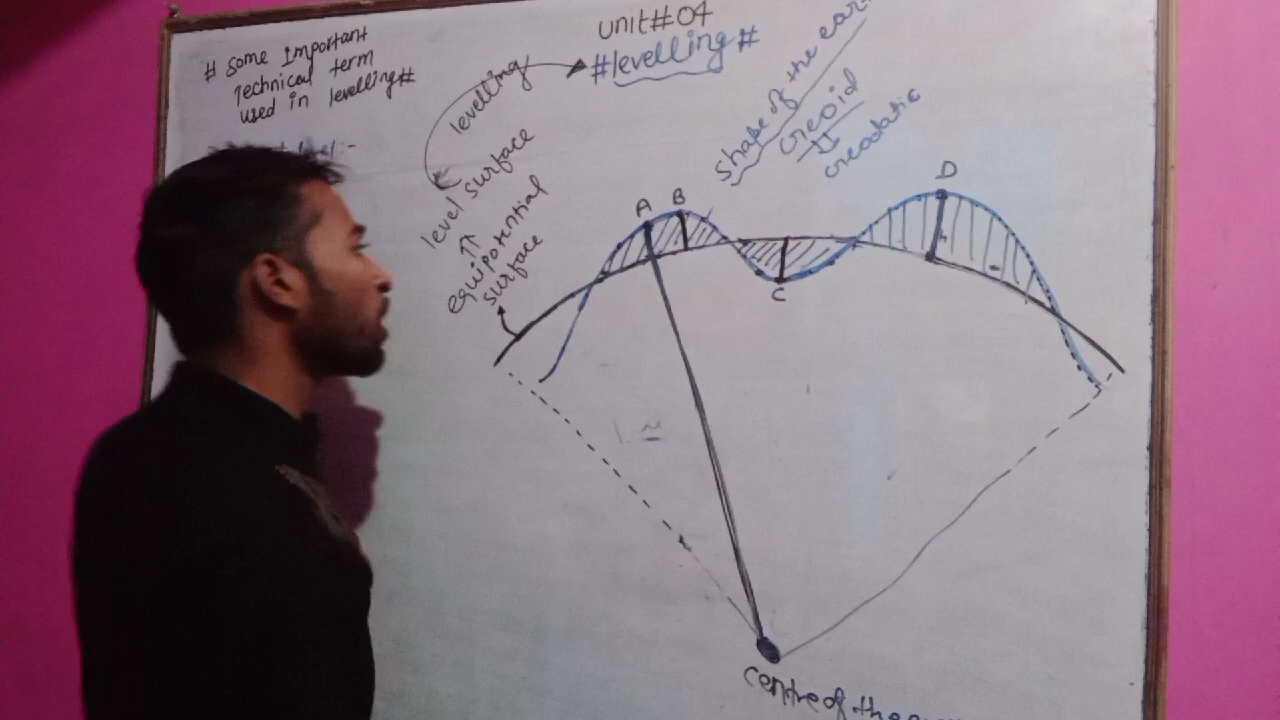 unit#04
#levelling#
# some Important
Technical term
used in levelling#
levelling
level surface
equipotential
surface
shape of the ear
Geoid
Geodatic
A
B
C
D
h
centre of the